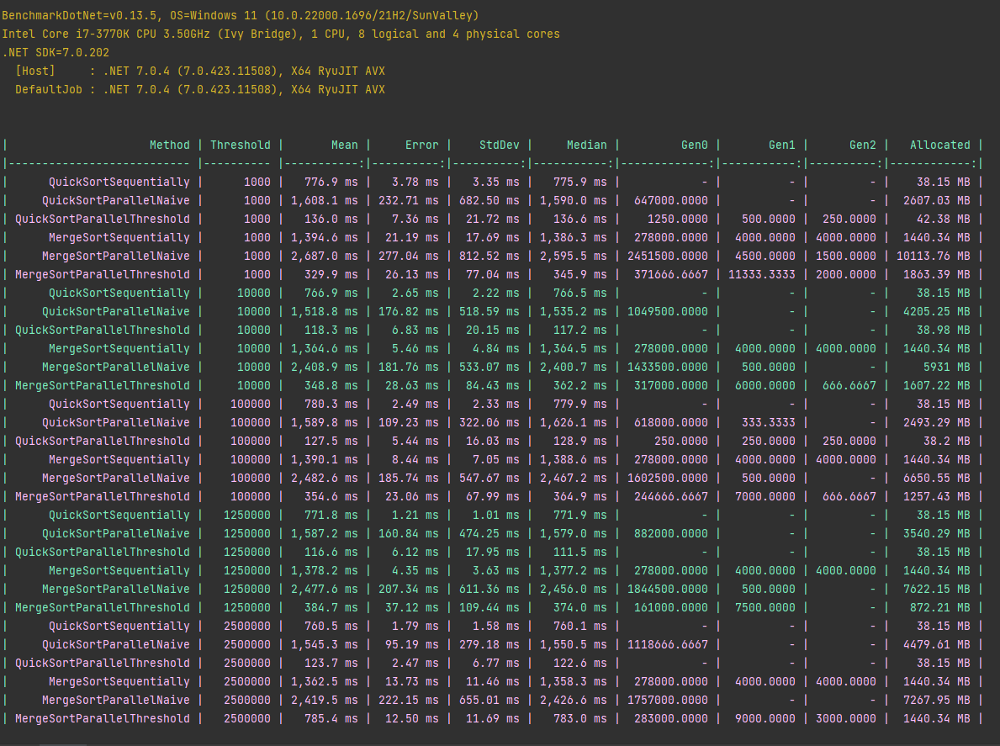 BenchmarkDotNet=v0.13.5, OS=Windows 11 (10.0.22000.1696/21H2/SunValley)
Intel Core i7-3770K CPU 3.50GHz (Ivy Bridge), 1 CPU, 8 logical and 4 physical cores
.NET SDK=7.0.202
[Host]     : .NET 7.0.4 (7.0.423.11508), X64 RyuJIT AVX
DefaultJob : .NET 7.0.4 (7.0.423.11508), X64 RyuJIT AVX
| Method | Threshold | Mean | Error | StdDev | Median | Gen0 | Gen1 | Gen2 | Allocated |
|--------------------------- |---------- |-----------:|----------:|----------:|-----------:|-------------:|-----------:|----------:|------------:|
| QuickSortSequentially | 1000 | 776.9 ms | 3.78 ms | 3.35 ms | 775.9 ms | - | - | - | 38.15 MB |
| QuickSortParallelNaive | 1000 | 1,608.1 ms | 232.71 ms | 682.50 ms | 1,590.0 ms | 647000.0000 | - | - | 2607.03 MB |
| QuickSortParallelThreshold | 1000 | 136.0 ms | 7.36 ms | 21.72 ms | 136.6 ms | 1250.0000 | 500.0000 | 250.0000 | 42.38 MB |
| MergeSortSequentially | 1000 | 1,394.6 ms | 21.19 ms | 17.69 ms | 1,386.3 ms | 278000.0000 | 4000.0000 | 4000.0000 | 1440.34 MB |
| MergeSortParallelNaive | 1000 | 2,687.0 ms | 277.04 ms | 812.52 ms | 2,595.5 ms | 2451500.0000 | 4500.0000 | 1500.0000 | 10113.76 MB |
| MergeSortParallelThreshold | 1000 | 329.9 ms | 26.13 ms | 77.04 ms | 345.9 ms | 371666.6667 | 11333.3333 | 2000.0000 | 1863.39 MB |
| QuickSortSequentially | 10000 | 766.9 ms | 2.65 ms | 2.22 ms | 766.5 ms | - | - | - | 38.15 MB |
| QuickSortParallelNaive | 10000 | 1,518.8 ms | 176.82 ms | 518.59 ms | 1,535.2 ms | 1049500.0000 | - | - | 4205.25 MB |
| QuickSortParallelThreshold | 10000 | 118.3 ms | 6.83 ms | 20.15 ms | 117.2 ms | - | - | - | 38.98 MB |
| MergeSortSequentially | 10000 | 1,364.6 ms | 5.46 ms | 4.84 ms | 1,364.5 ms | 278000.0000 | 4000.0000 | 4000.0000 | 1440.34 MB |
| MergeSortParallelNaive | 10000 | 2,408.9 ms | 181.76 ms | 533.07 ms | 2,400.7 ms | 1433500.0000 | 500.0000 | - | 5931 MB |
| MergeSortParallelThreshold | 10000 | 348.8 ms | 28.63 ms | 84.43 ms | 362.2 ms | 317000.0000 | 6000.0000 | 666.6667 | 1607.22 MB |
| QuickSortSequentially | 100000 | 780.3 ms | 2.49 ms | 2.33 ms | 779.9 ms | - | - | - | 38.15 MB |
| QuickSortParallelNaive | 100000 | 1,589.8 ms | 109.23 ms | 322.06 ms | 1,626.1 ms | 618000.0000 | 333.3333 | - | 2493.29 MB |
| QuickSortParallelThreshold | 100000 | 127.5 ms | 5.44 ms | 16.03 ms | 128.9 ms | 250.0000 | 250.0000 | 250.0000 | 38.2 MB |
| MergeSortSequentially | 100000 | 1,390.1 ms | 8.44 ms | 7.05 ms | 1,388.6 ms | 278000.0000 | 4000.0000 | 4000.0000 | 1440.34 MB |
| MergeSortParallelNaive | 100000 | 2,482.6 ms | 185.74 ms | 547.67 ms | 2,467.2 ms | 1602500.0000 | 500.0000 | - | 6650.55 MB |
| MergeSortParallelThreshold | 100000 | 354.6 ms | 23.06 ms | 67.99 ms | 364.9 ms | 244666.6667 | 7000.0000 | 666.6667 | 1257.43 MB |
| QuickSortSequentially | 1250000 | 771.8 ms | 1.21 ms | 1.01 ms | 771.9 ms | - | - | - | 38.15 MB |
| QuickSortParallelNaive | 1250000 | 1,587.2 ms | 160.84 ms | 474.25 ms | 1,579.0 ms | 882000.0000 | - | - | 3540.29 MB |
| QuickSortParallelThreshold | 1250000 | 116.6 ms | 6.12 ms | 17.95 ms | 111.5 ms | - | - | - | 38.15 MB |
| MergeSortSequentially | 1250000 | 1,378.2 ms | 4.35 ms | 3.63 ms | 1,377.2 ms | 278000.0000 | 4000.0000 | 4000.0000 | 1440.34 MB |
| MergeSortParallelNaive | 1250000 | 2,477.6 ms | 207.34 ms | 611.36 ms | 2,456.0 ms | 1844500.0000 | 500.0000 | - | 7622.15 MB |
| MergeSortParallelThreshold | 1250000 | 384.7 ms | 37.12 ms | 109.44 ms | 374.0 ms | 161000.0000 | 7500.0000 | - | 872.21 MB |
| QuickSortSequentially | 2500000 | 760.5 ms | 1.79 ms | 1.58 ms | 760.1 ms | - | - | - | 38.15 MB |
| QuickSortParallelNaive | 2500000 | 1,545.3 ms | 95.19 ms | 279.18 ms | 1,550.5 ms | 1118666.6667 | - | - | 4479.61 MB |
| QuickSortParallelThreshold | 2500000 | 123.7 ms | 2.47 ms | 6.77 ms | 122.6 ms | - | - | - | 38.15 MB |
| MergeSortSequentially | 2500000 | 1,362.5 ms | 13.73 ms | 11.46 ms | 1,358.3 ms | 278000.0000 | 4000.0000 | 4000.0000 | 1440.34 MB |
| MergeSortParallelNaive | 2500000 | 2,419.5 ms | 222.15 ms | 655.01 ms | 2,426.6 ms | 1757000.0000 | - | - | 7267.95 MB |
| MergeSortParallelThreshold | 2500000 | 785.4 ms | 12.50 ms | 11.69 ms | 783.0 ms | 283000.0000 | 9000.0000 | 3000.0000 | 1440.34 MB |